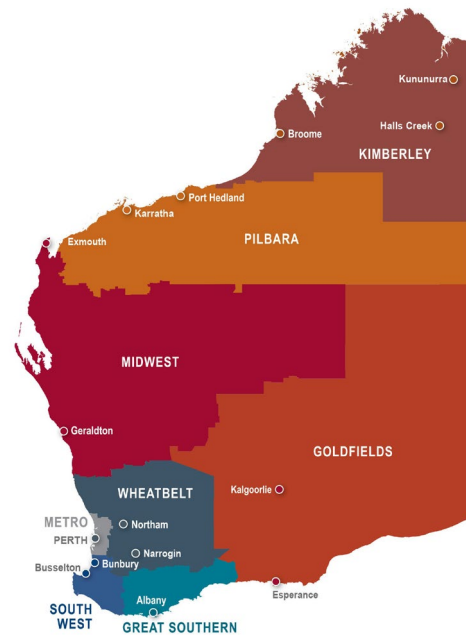 Kununurra
Halls Creek
Broome
KIMBERLEY
Port Hedland
Karratha
Exmouth
PILBARA
MIDWEST
Geraldton
GOLDFIELDS
Kalgoorlie
WHEATBELT
METRO
Northam
PERTH
Narrogin
Bunbury
Busselton
Esperance
Albany
SOUTH
WEST
GREAT SOUTHERN